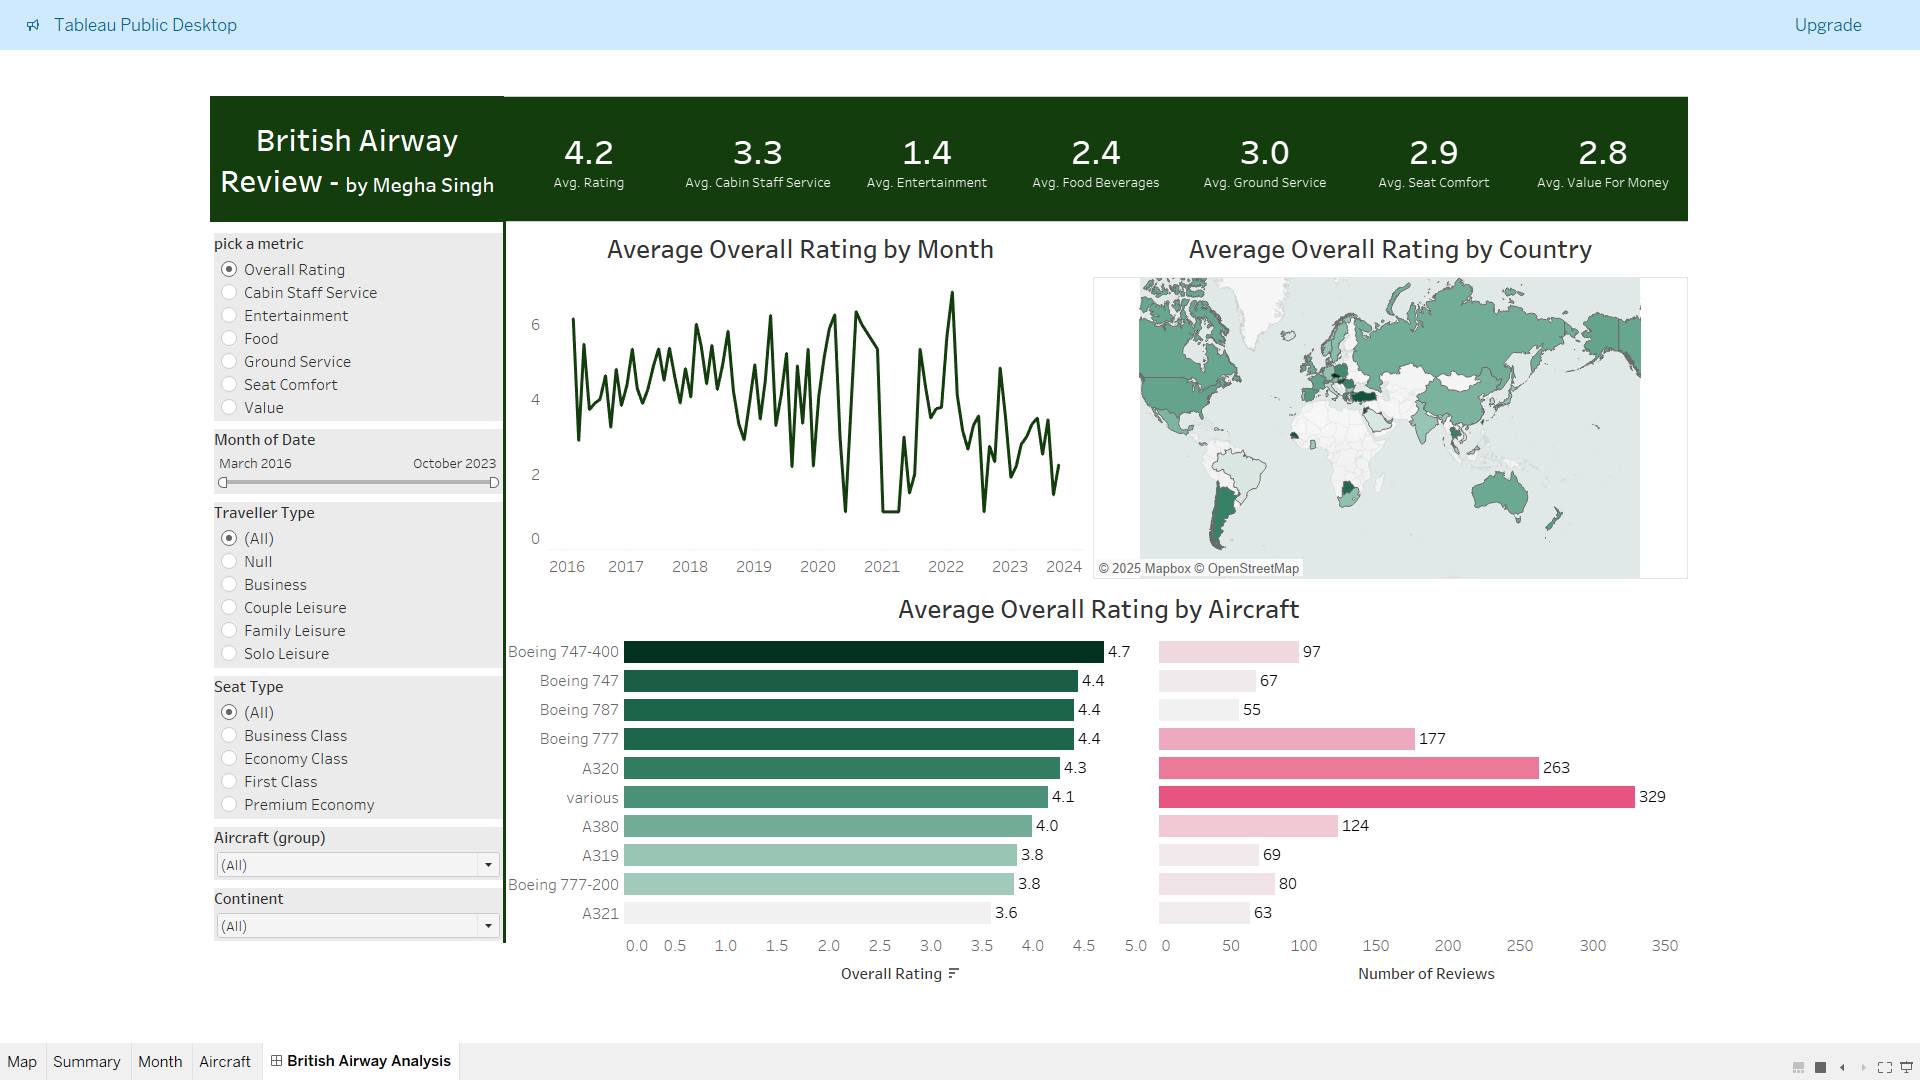 Tableau Public Desktop
Upgrade
British Airway
Review - by Megha Singh
4.2
Avg. Rating
3.3
Avg. Cabin Staff Service
1.4
Avg. Entertainment
2.4
Avg. Food Beverages
3.0
Avg. Ground Service
2.9
Avg. Seat Comfort
2.8
Avg. Value For Money
pick a metric
Overall Rating
Cabin Staff Service
Entertainment
Food
Ground Service
Seat Comfort
Value
Month of Date
March 2016 October 2023
Traveller Type
(All)
Null
Business
Couple Leisure
Family Leisure
Solo Leisure
Seat Type
(All)
Business Class
Economy Class
First Class
Premium Economy
Aircraft (group)
(All)
Continent
(All)
Average Overall Rating by Month
6
4
2
0
2016 2017 2018 2019 2020 2021 2022 2023 2024
Average Overall Rating by Country
© 2025 Mapbox © OpenStreetMap
Average Overall Rating by Aircraft
Boeing 747-400 4.7 97
Boeing 747 4.4 67
Boeing 787 4.4 55
Boeing 777 4.4 177
A320 4.3 263
various 4.1 329
A380 4.0 124
A319 3.8 69
Boeing 777-200 3.8 80
A321 3.6 63
0.0 0.5 1.0 1.5 2.0 2.5 3.0 3.5 4.0 4.5 5.0 0 50 100 150 200 250 300 350
Overall Rating Number of Reviews
Map Summary Month Aircraft British Airway Analysis